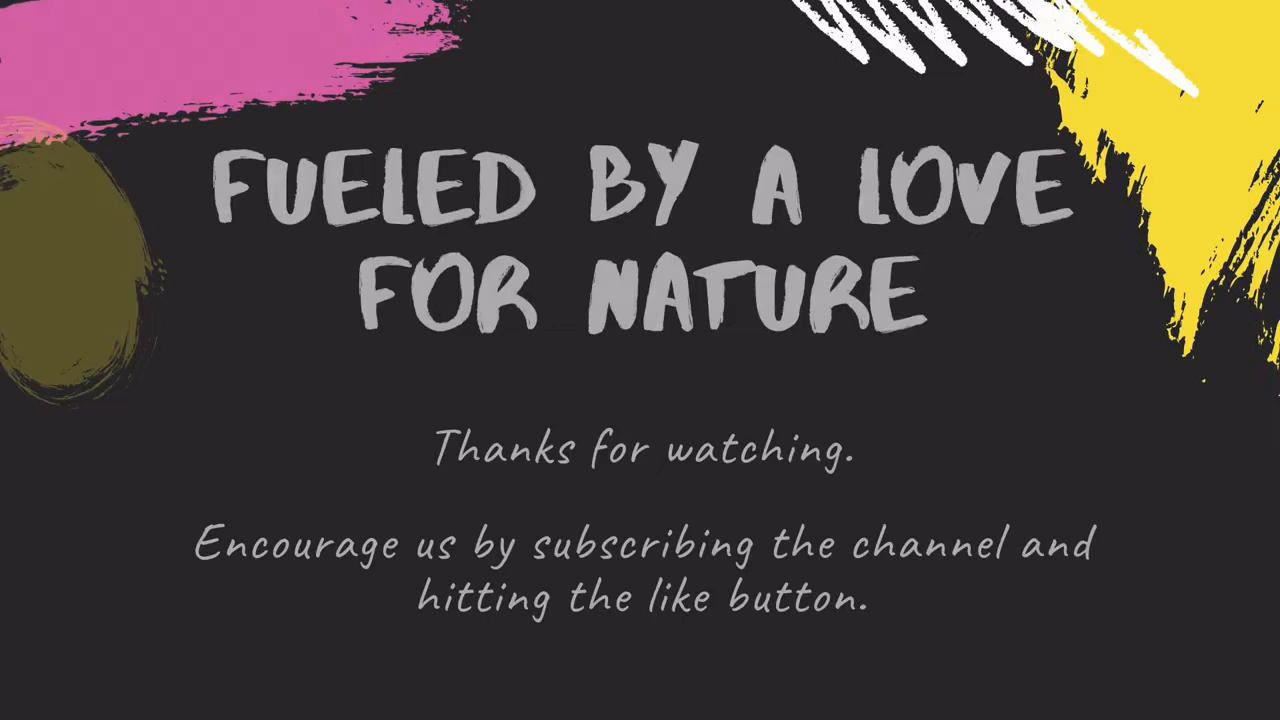 FUELED BY A LOVE
FOR NATURE
Thanks for watching.
Encourage us by subscribing the channel and
hitting the like button.